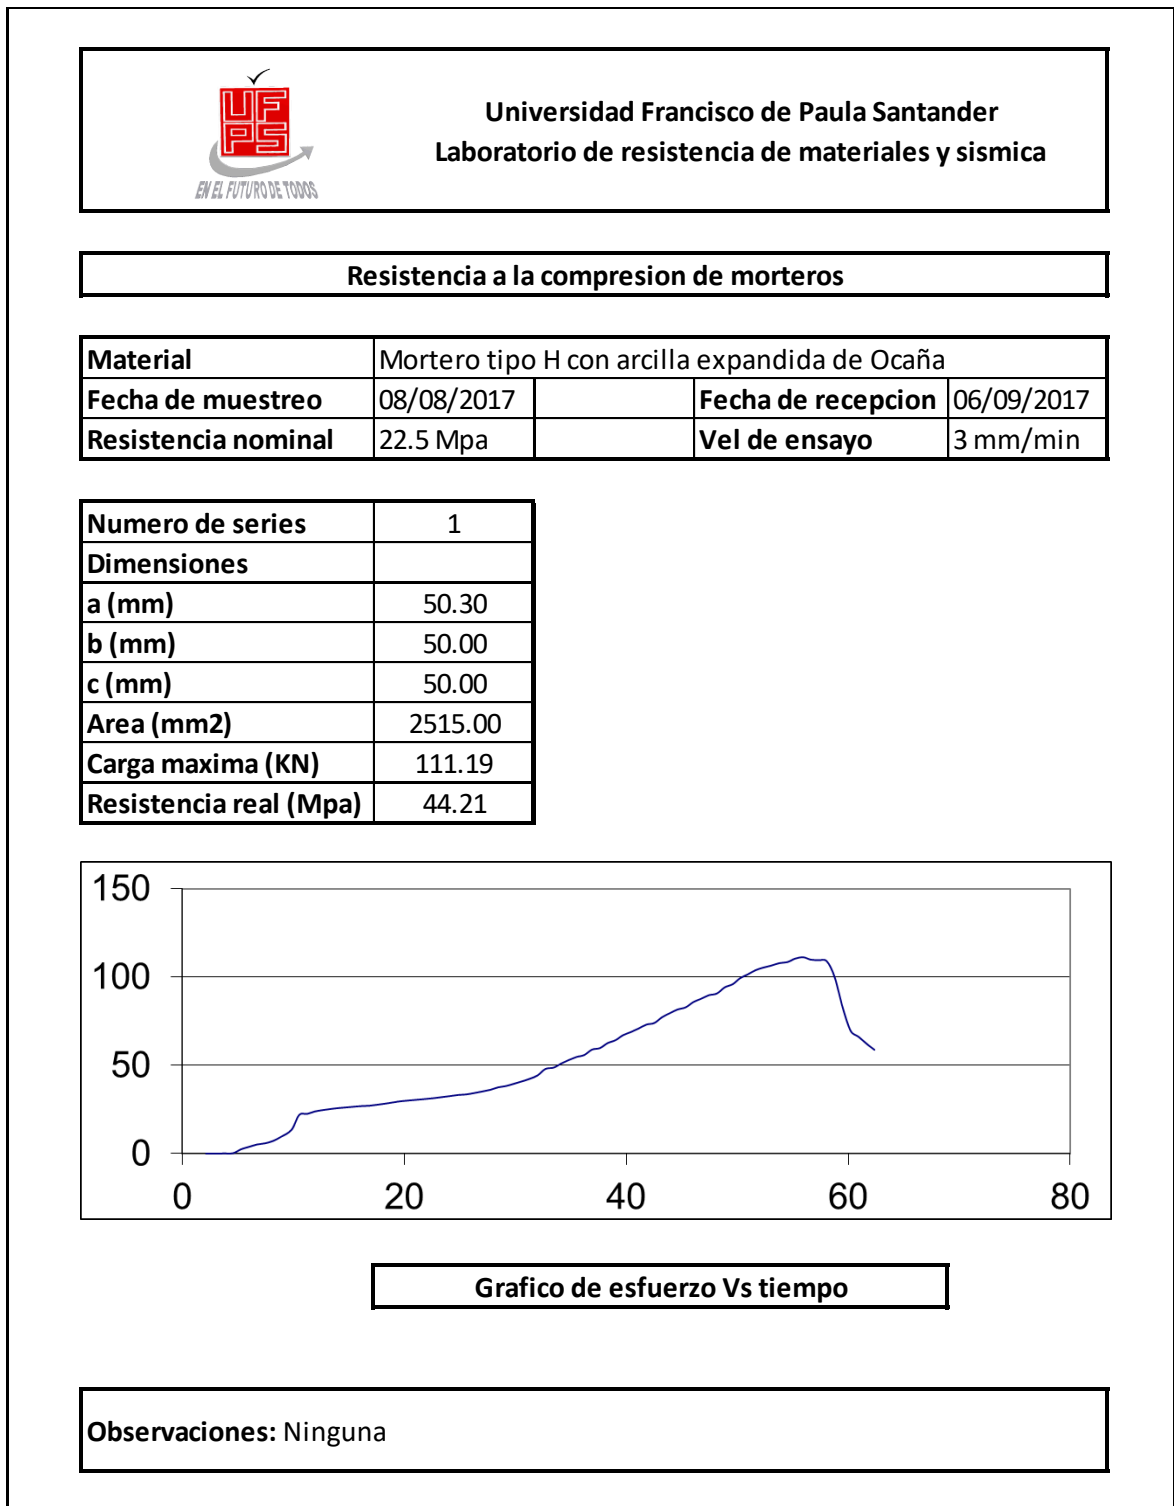 UF
PS
EN EL FUTURO DE TODOS
Universidad Francisco de Paula Santander
Laboratorio de resistencia de materiales y sismica
Resistencia a la compresion de morteros
Material Mortero tipo H con arcilla expandida de Ocaña
Fecha de muestreo 08/08/2017 Fecha de recepcion 06/09/2017
Resistencia nominal 22.5 Mpa Vel de ensayo 3 mm/min
Numero de series 1
Dimensiones
a (mm) 50.30
b (mm) 50.00
c (mm) 50.00
Area (mm2) 2515.00
Carga maxima (KN) 111.19
Resistencia real (Mpa) 44.21
150
100
50
0
0 20 40 60 80
Grafico de esfuerzo Vs tiempo
Observaciones: Ninguna